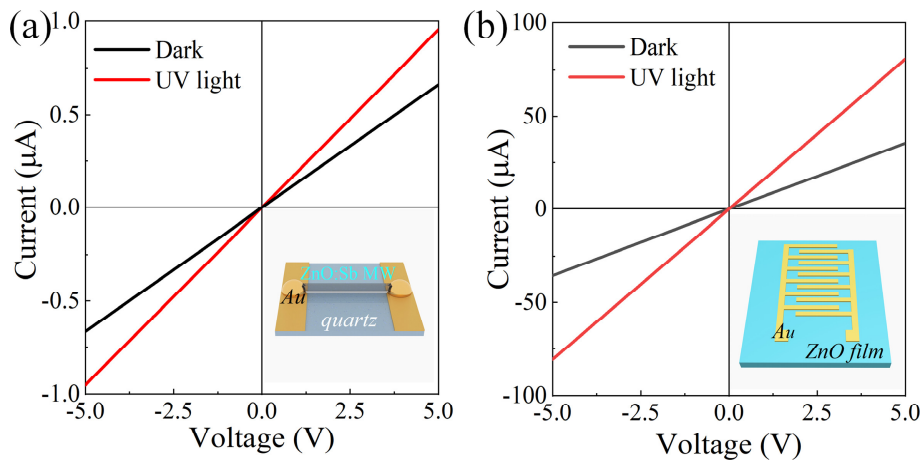 (a)
Dark
UV light
Current (μA)
1.0
0.5
0.0
-0.5
-1.0
-5.0 -2.5 0.0 2.5 5.0
Voltage (V)
ZnO:Sb MW
Au
quartz
(b)
Dark
UV light
Current (μA)
100
50
0
-50
-100
-5.0 -2.5 0.0 2.5 5.0
Voltage (V)
Au
ZnO film